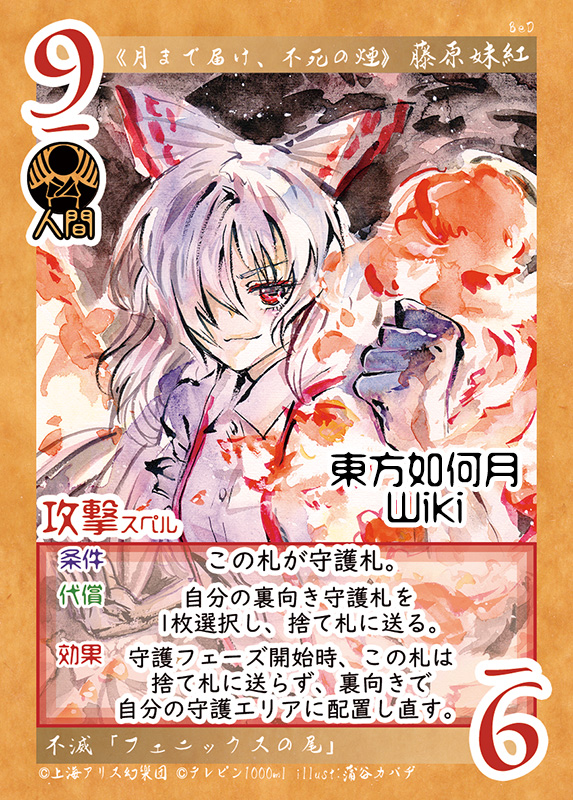 BeD
9
《月まで届け、不死の煙》 藤原妹紅
人間
東方如何月
Wiki
攻撃スペル
条件 この札が守護札。
代償 自分の裏向き守護札を
1枚選択し、捨て札に送る。
効果 守護フェーズ開始時、この札は
捨て札に送らず、裏向きで
自分の守護エリアに配置し直す。
6
不滅「フェニックスの尾」
©上海アリス幻樂団 ©テレビン1000ml illust:蒲谷カバヂ